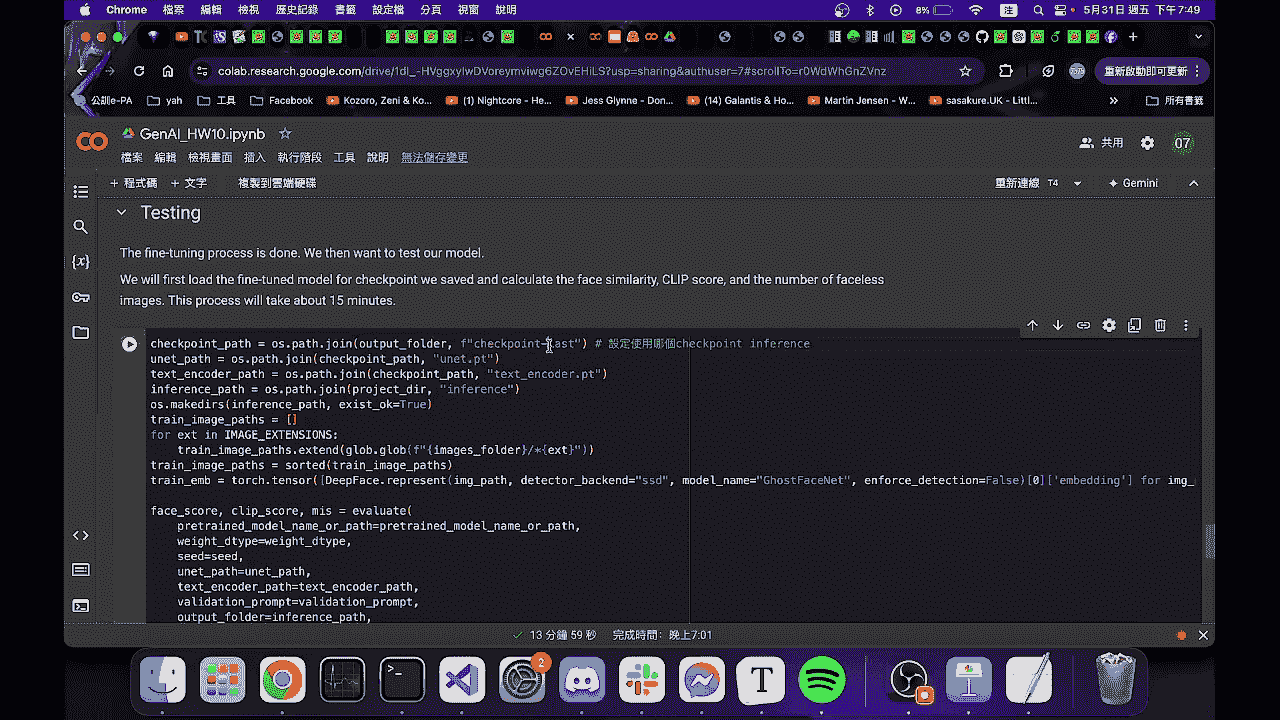 Chrome 檔案 編輯 檢視 歷史記錄 書籤 設定檔 分頁 視窗 說明 8% 注 5月31日 週五 下午7:49
colab.research.google.com/drive/1dl_-HVggxylwDVoreymviwg6ZOvEHiLS?usp=sharing&authuser=7#scrollTo=r0WdWhGnZVnz 重新啟動即可更新
公訓e-PA yah 工具 Facebook Kozoro, Zeni & Ko... (1) Nightcore - He... Jess Glynne - Don... (14) Galantis & Ho... Martin Jensen - W... sasakure.UK - Littl... » 所有書籤
GenAI_HW10.ipynb
檔案 編輯 檢視畫面 插入 執行階段 工具 說明 無法儲存變更 共用 07
+ 程式碼 + 文字 複製到雲端硬碟 重新連線 T4 Gemini
Testing
The fine-tuning process is done. We then want to test our model.
We will first load the fine-tuned model for checkpoint we saved and calculate the face similarity, CLIP score, and the number of faceless
images. This process will take about 15 minutes.
checkpoint_path = os.path.join(output_folder, f"checkpoint-last") # 設定使用哪個checkpoint inference
unet_path = os.path.join(checkpoint_path, "unet.pt")
text_encoder_path = os.path.join(checkpoint_path, "text_encoder.pt")
inference_path = os.path.join(project_dir, "inference")
os.makedirs(inference_path, exist_ok=True)
train_image_paths = []
for ext in IMAGE_EXTENSIONS:
train_image_paths.extend(glob.glob(f"{images_folder}/*{ext}"))
train_image_paths = sorted(train_image_paths)
train_emb = torch.tensor([DeepFace.represent(img_path, detector_backend="ssd", model_name="GhostFaceNet", enforce_detection=False)[0]['embedding'] for img_
face_score, clip_score, mis = evaluate(
pretrained_model_name_or_path=pretrained_model_name_or_path,
weight_dtype=weight_dtype,
seed=seed,
unet_path=unet_path,
text_encoder_path=text_encoder_path,
validation_prompt=validation_prompt,
output_folder=inference_path,
✓ 13 分鐘 59 秒 完成時間：晚上7:01
2
T